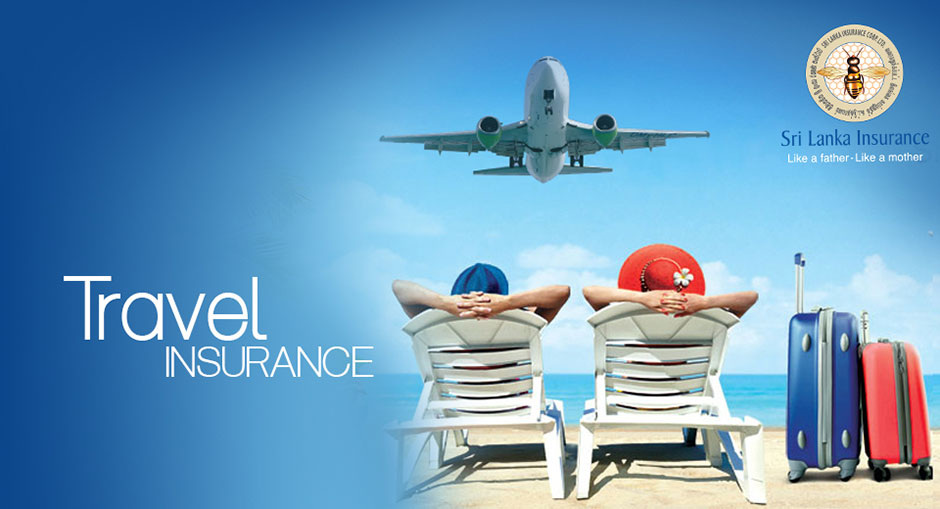 SRI LANKA INSURANCE CORP. LTD.
Sri Lanka Insurance
Like a father - Like a mother
Travel
INSURANCE